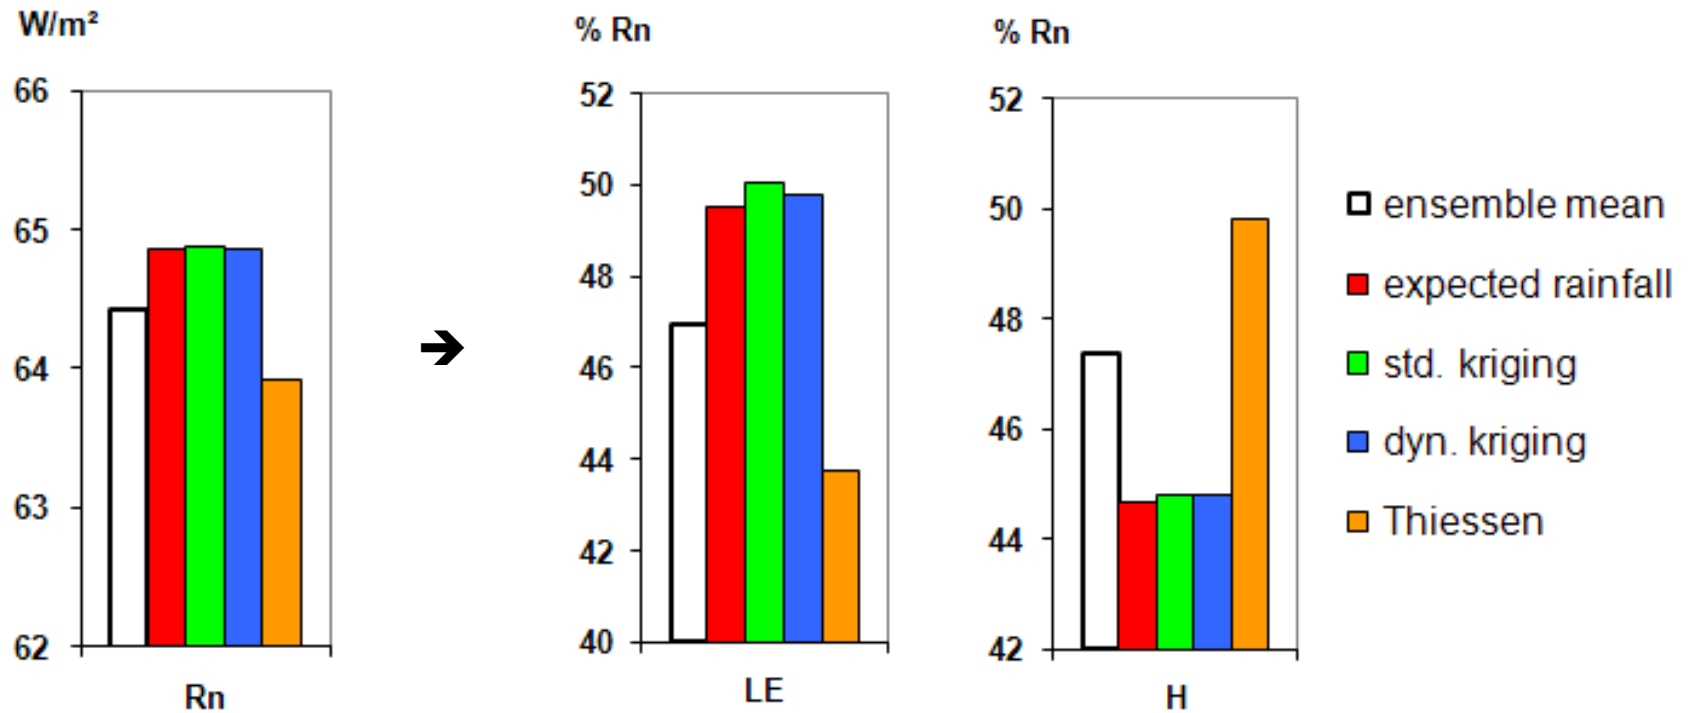 W/m²
66
65
64
63
62
Rn
% Rn
52
50
48
46
44
42
40
LE
% Rn
52
50
48
46
44
42
H
ensemble mean
expected rainfall
std. kriging
dyn. kriging
Thiessen